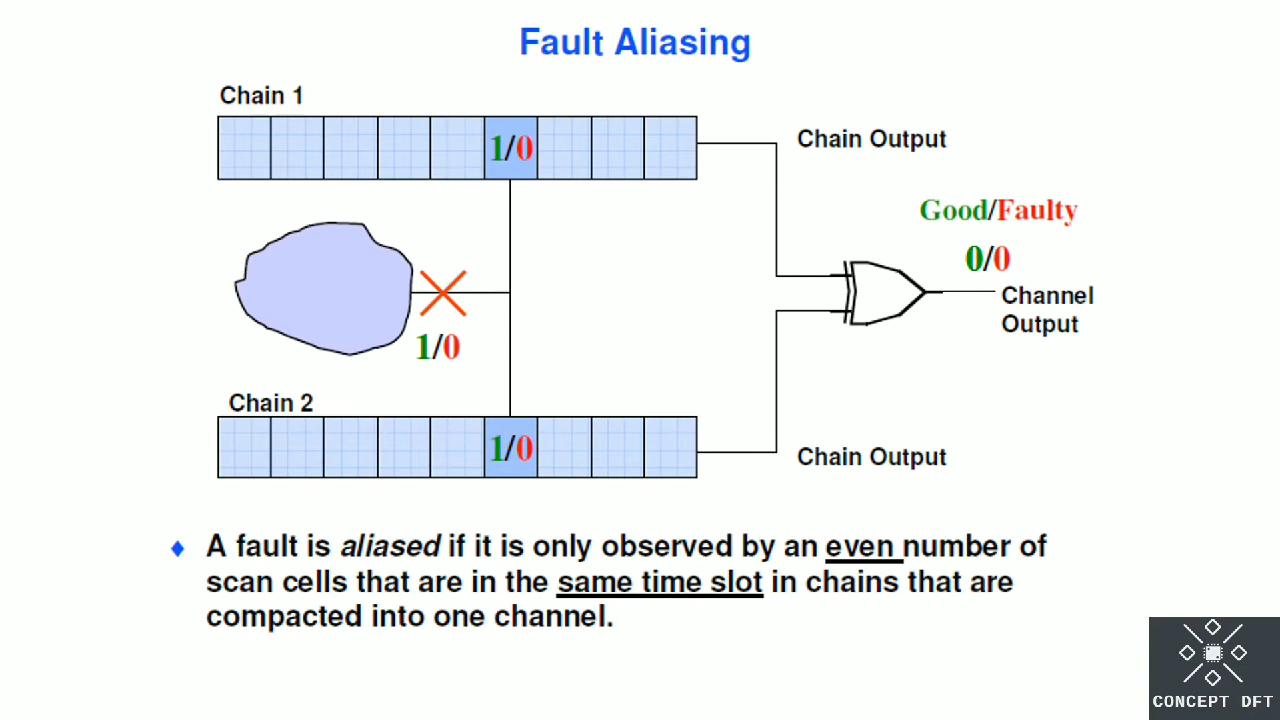 Fault Aliasing
Chain 1
1/0
Chain Output
Good/Faulty
0/0
Channel
Output
1/0
Chain 2
1/0
Chain Output
A fault is aliased if it is only observed by an even number of
scan cells that are in the same time slot in chains that are
compacted into one channel.
CONCEPT DFT